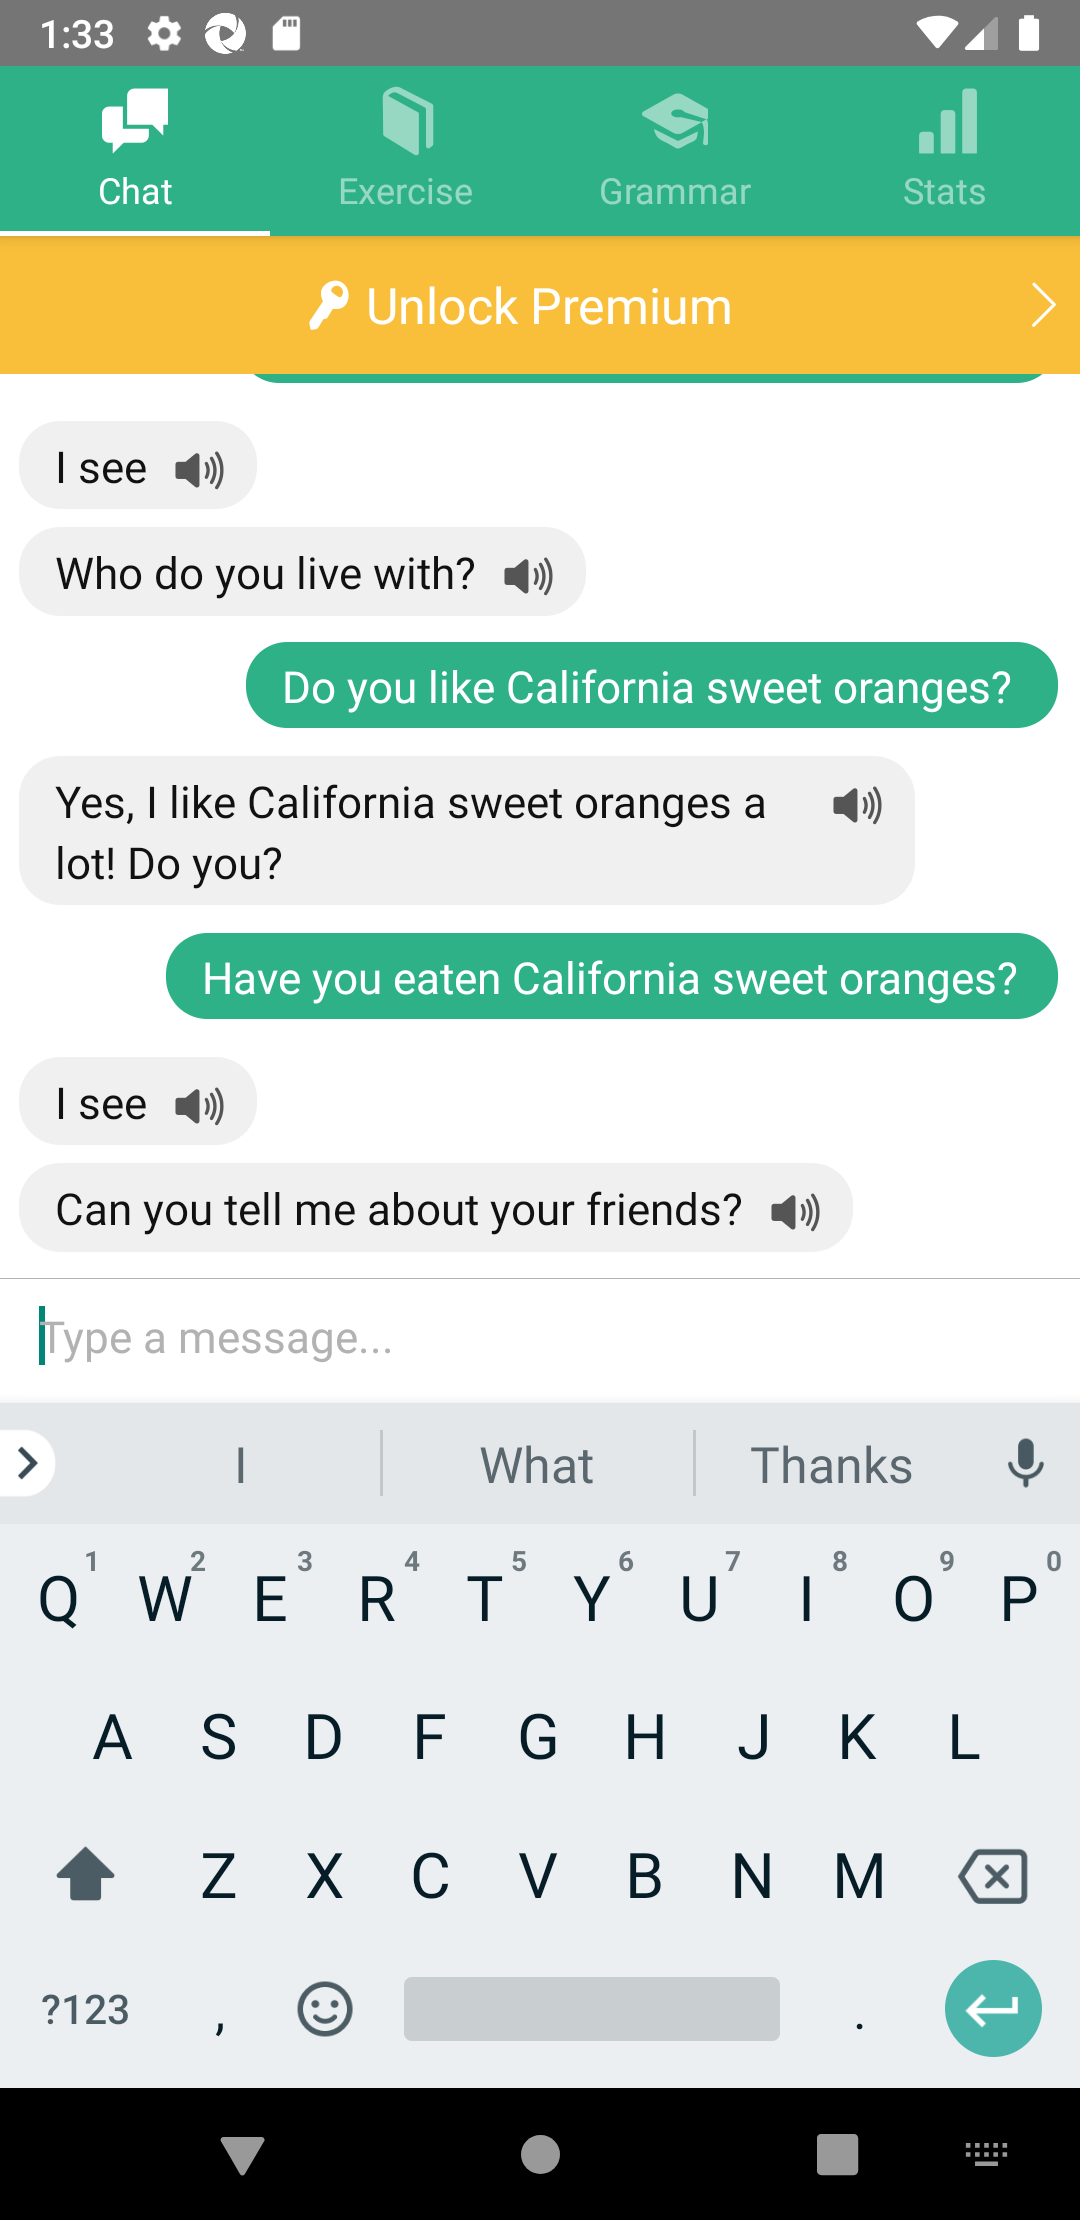 1:33
Chat
Exercise
Grammar
Stats
Unlock Premium
I see
Who do you live with?
Do you like California sweet oranges?
Yes, I like California sweet oranges a
lot! Do you?
Have you eaten California sweet oranges?
I see
Can you tell me about your friends?
Type a message...
I What Thanks
1 2 3 4 5 6 7 8 9 0
Q W E R T Y U I O P
A S D F G H J K L
Z X C V B N M
?123 , .